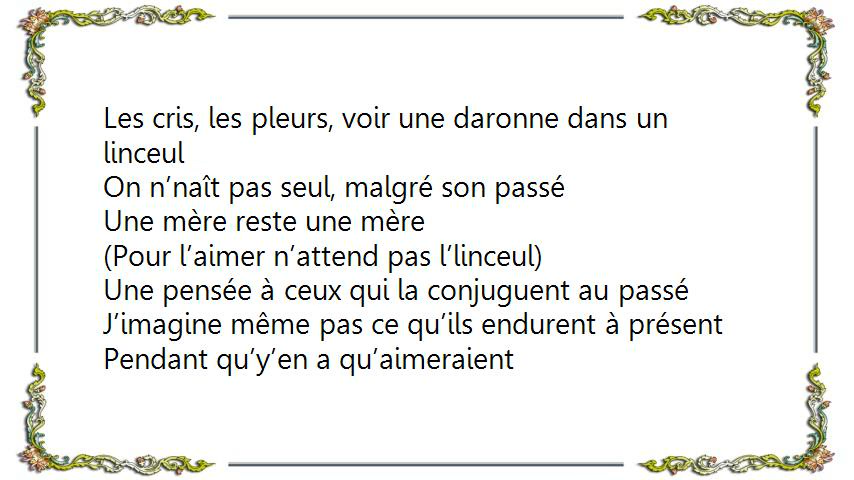 Les cris, les pleurs, voir une daronne dans un
linceul
On n’naît pas seul, malgré son passé
Une mère reste une mère
(Pour l’aimer n’attend pas l’linceul)
Une pensée à ceux qui la conjuguent au passé
J’imagine même pas ce qu’ils endurent à présent
Pendant qu’y’en a qu’aimeraient